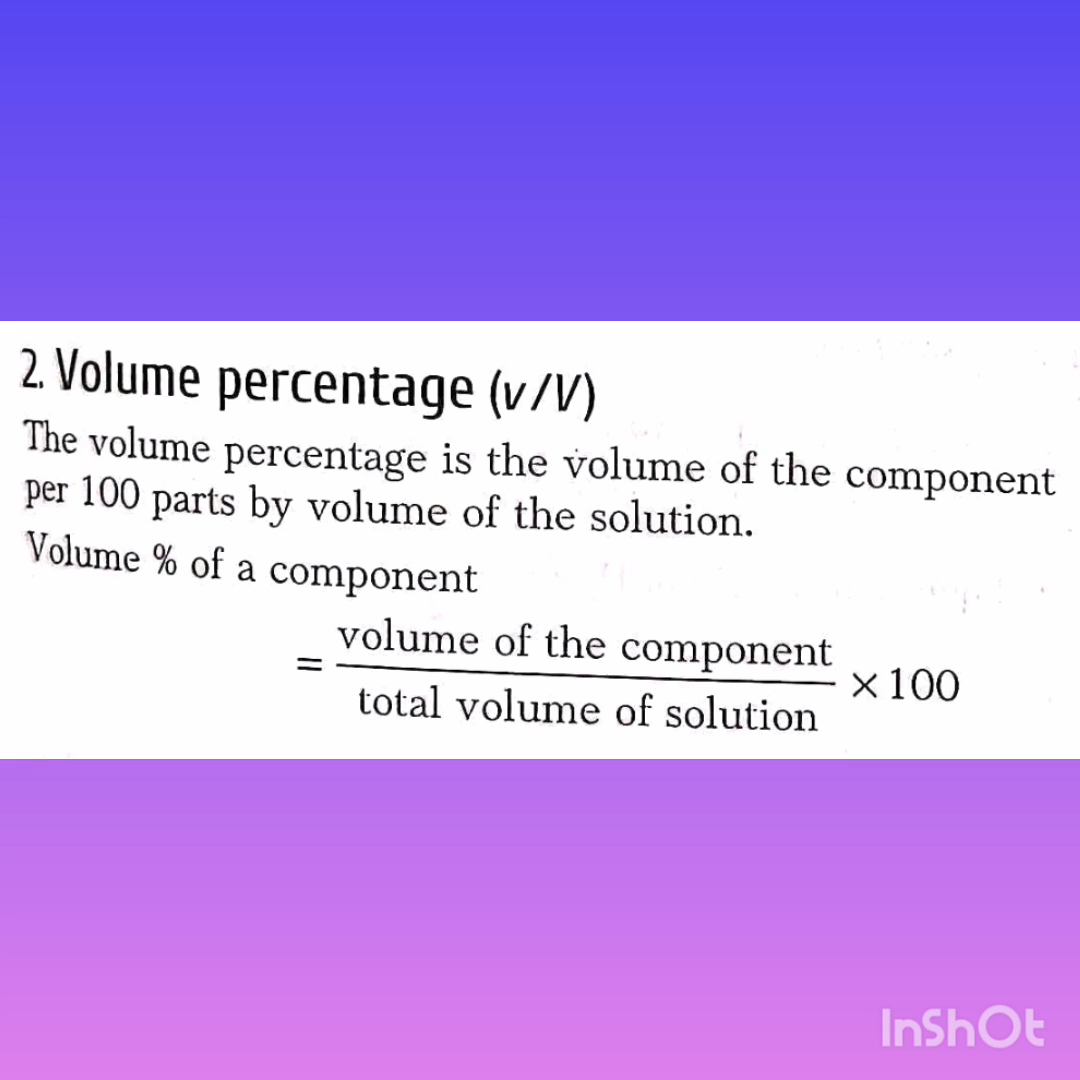 2. Volume percentage (v/V)
The volume percentage is the volume of the component
per 100 parts by volume of the solution.
Volume % of a component
= volume of the component / total volume of solution × 100
InShOt